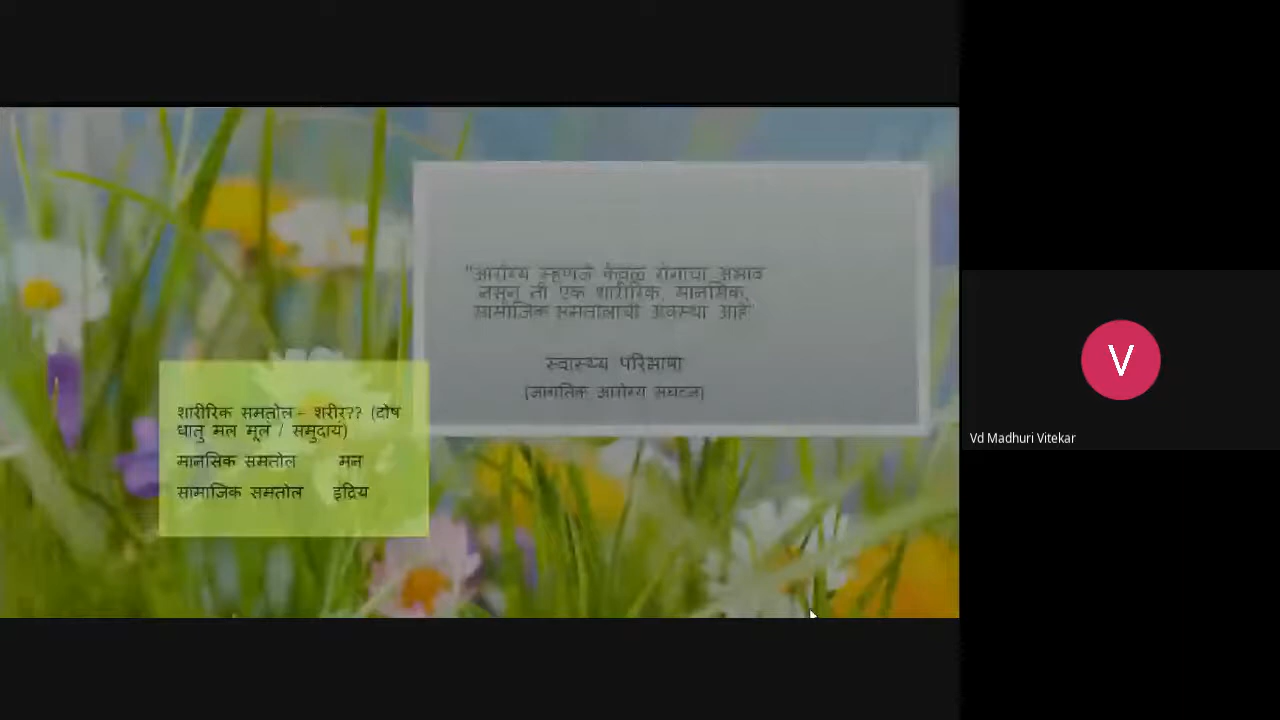 "आरोग्य म्हणजे केवळ रोगाचा अभाव
नसून ती एक शारीरिक, मानसिक,
सामाजिक समतोलाची अवस्था आहे"
स्वास्थ्य परिभाषा
(जागतिक आरोग्य संघटन)
शारीरिक समतोल - शरीर?? (दोष
धातु मल मूलं / समुदायं)
मानसिक समतोल मन
सामाजिक समतोल इंद्रिय
V
Vd Madhuri Vitekar